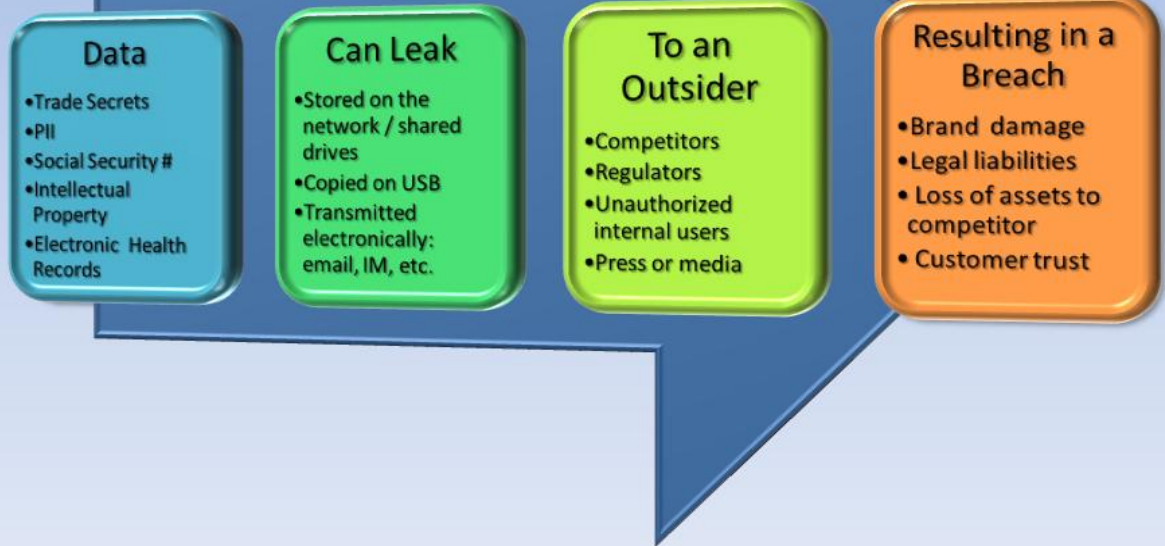 Data
•Trade Secrets
•PII
•Social Security #
•Intellectual
Property
•Electronic Health
Records
Can Leak
•Stored on the
network / shared
drives
•Copied on USB
•Transmitted
electronically:
email, IM, etc.
To an
Outsider
•Competitors
•Regulators
•Unauthorized
internal users
•Press or media
Resulting in a
Breach
•Brand damage
•Legal liabilities
• Loss of assets to
competitor
• Customer trust